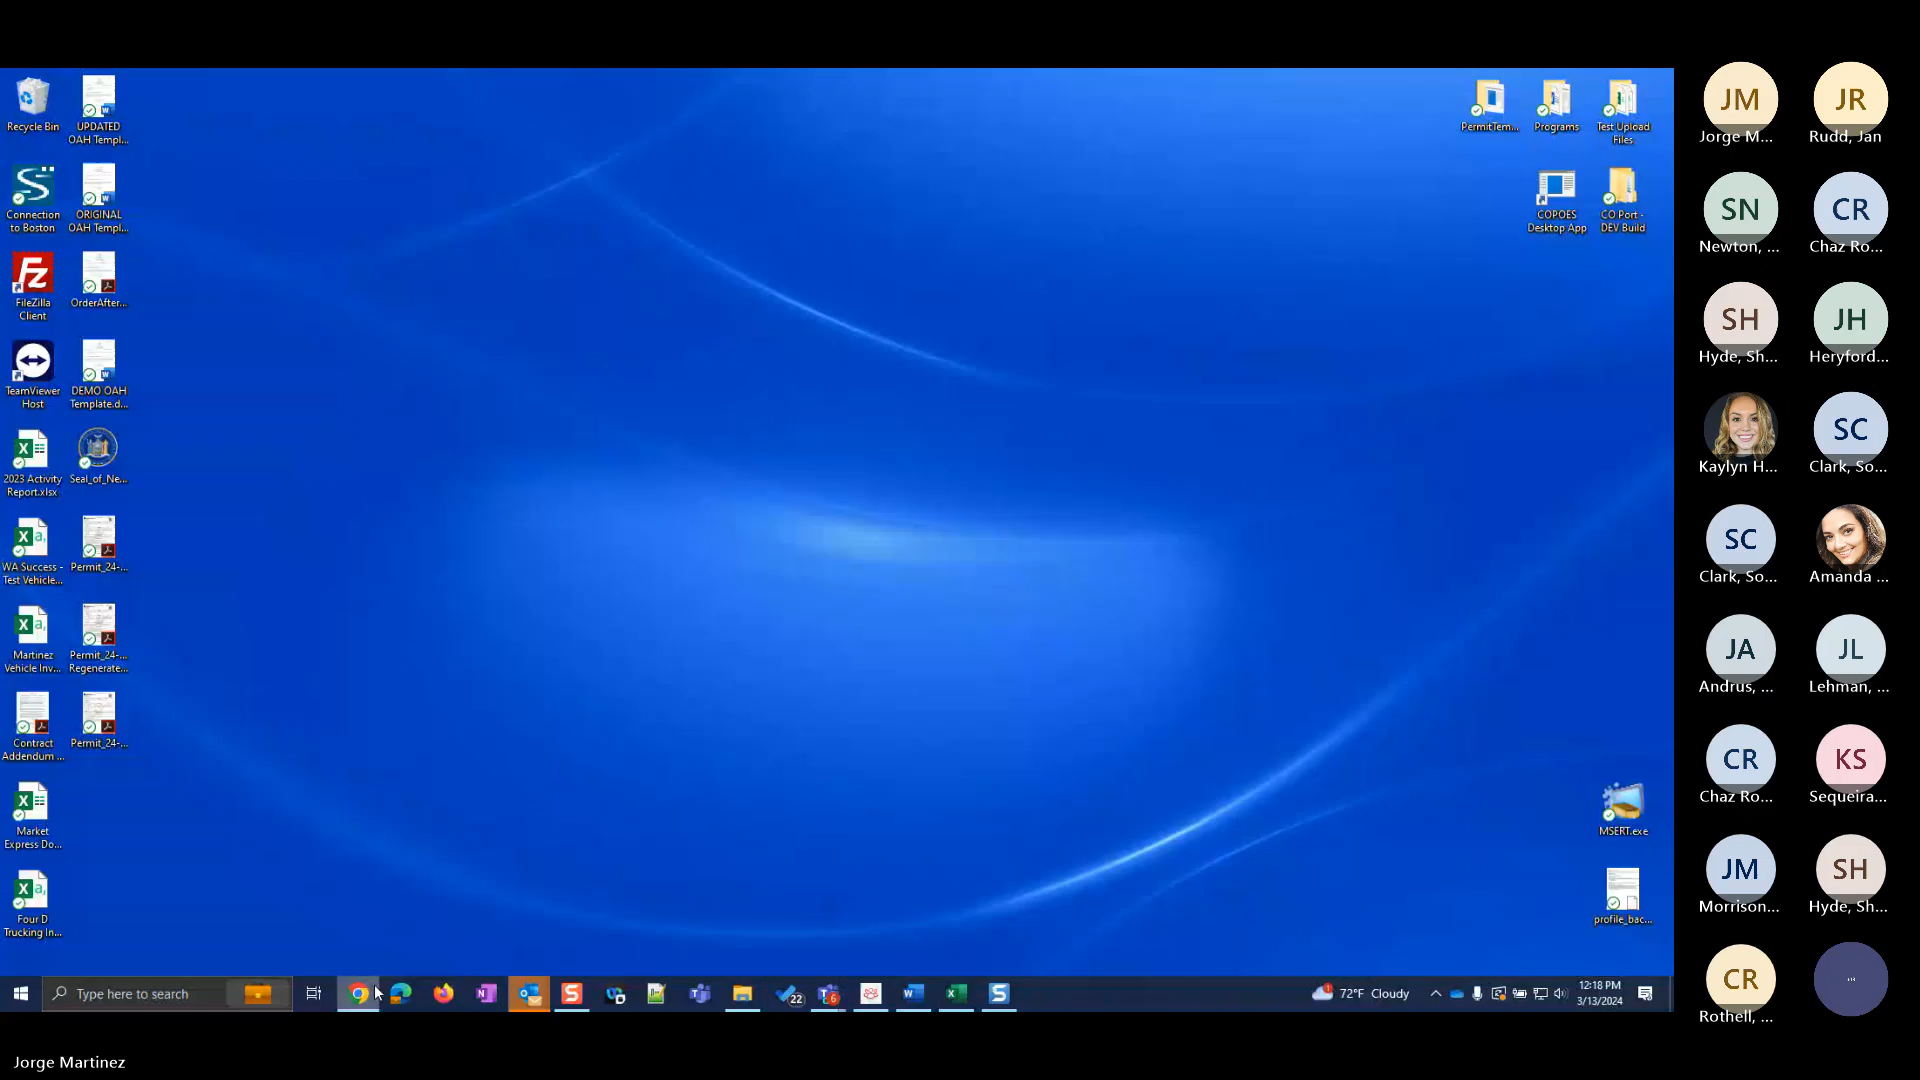 Recycle Bin
UPDATED
OAH Templ...
Connection
to Boston
ORIGINAL
OAH Templ...
FileZilla
Client
OrderAfter...
TeamViewer
Host
DEMO OAH
Template.d...
2023 Activity
Report.xlsx
Seal_of_Ne...
WA Success -
Test Vehicle...
Permit_24-...
Martinez
Vehicle Inv...
Permit_24-...
Regenerate...
Contract
Addendum ...
Permit_24-...
Market
Express Do...
Four D
Trucking In...
PermitTem...
Programs
Test Upload
Files
COPOES
Desktop App
CO Port -
DEV Build
MSERT.exe
profile_bac...
Type here to search
22
6
72°F Cloudy
12:18 PM
3/13/2024
JM
Jorge M...
JR
Rudd, Jan
SN
Newton, ...
CR
Chaz Ro...
SH
Hyde, Sh...
JH
Heryford...
Kaylyn H...
SC
Clark, So...
SC
Clark, So...
Amanda ...
JA
Andrus, ...
JL
Lehman, ...
CR
Chaz Ro...
KS
Sequeira...
JM
Morrison...
SH
Hyde, Sh...
CR
Rothell, ...
...
Jorge Martinez